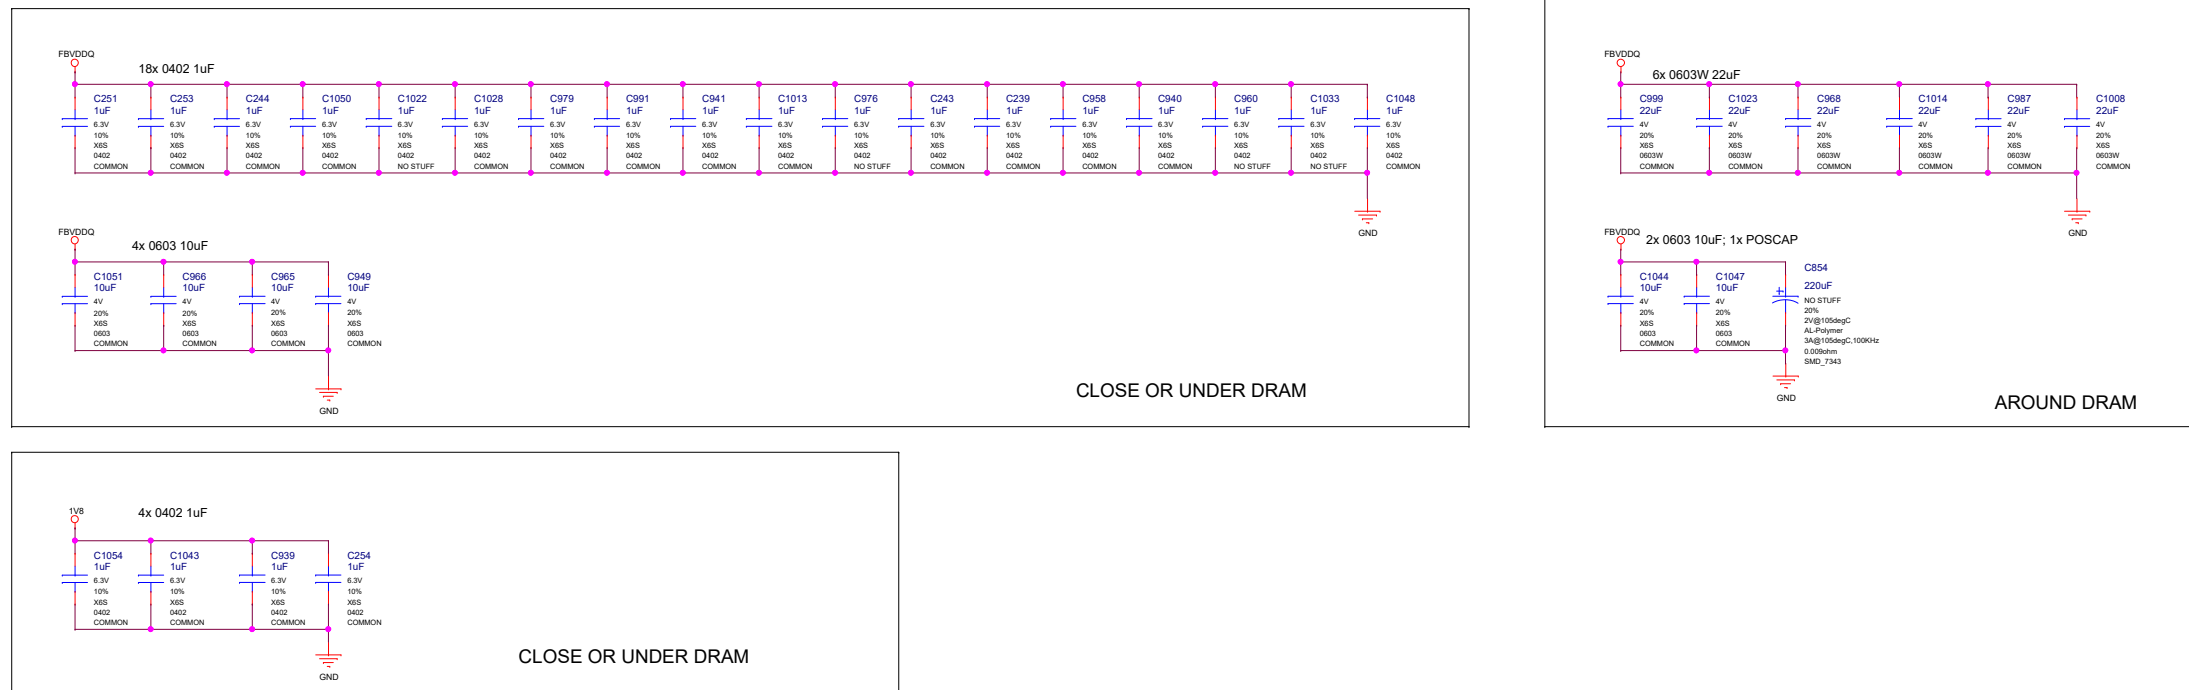 FBVDDQ
18x 0402 1uF
C251 C253 C244 C1050 C1022 C1028 C979 C991 C941 C1013 C976 C243 C239 C958 C940 C960 C1033 C1048
1uF 1uF 1uF 1uF 1uF 1uF 1uF 1uF 1uF 1uF 1uF 1uF 1uF 1uF 1uF 1uF 1uF 1uF
6.3V 6.3V 6.3V 6.3V 6.3V 6.3V 6.3V 6.3V 6.3V 6.3V 6.3V 6.3V 6.3V 6.3V 6.3V 6.3V 6.3V 6.3V
10% 10% 10% 10% 10% 10% 10% 10% 10% 10% 10% 10% 10% 10% 10% 10% 10% 10%
X6S X6S X6S X6S X6S X6S X6S X6S X6S X6S X6S X6S X6S X6S X6S X6S X6S X6S
0402 0402 0402 0402 0402 0402 0402 0402 0402 0402 0402 0402 0402 0402 0402 0402 0402 0402
COMMON COMMON COMMON COMMON NO STUFF COMMON COMMON COMMON COMMON COMMON NO STUFF COMMON COMMON COMMON COMMON NO STUFF NO STUFF COMMON
GND
FBVDDQ
4x 0603 10uF
C1051 C966 C965 C949
10uF 10uF 10uF 10uF
4V 4V 4V 4V
20% 20% 20% 20%
X6S X6S X6S X6S
0603 0603 0603 0603
COMMON COMMON COMMON COMMON
GND
CLOSE OR UNDER DRAM
FBVDDQ
6x 0603W 22uF
C999 C1023 C968 C1014 C987 C1008
22uF 22uF 22uF 22uF 22uF 22uF
4V 4V 4V 4V 4V 4V
20% 20% 20% 20% 20% 20%
X6S X6S X6S X6S X6S X6S
0603W 0603W 0603W 0603W 0603W 0603W
COMMON COMMON COMMON COMMON COMMON COMMON
GND
FBVDDQ
2x 0603 10uF; 1x POSCAP
C1044 C1047
10uF 10uF
4V 4V
20% 20%
X6S X6S
0603 0603
COMMON COMMON
C854
220uF
NO STUFF
20%
2V@105degC
AL-Polymer
3A@105degC,100KHz
0.009ohm
SMD_7343
GND
AROUND DRAM
1V8
4x 0402 1uF
C1054 C1043 C939 C254
1uF 1uF 1uF 1uF
6.3V 6.3V 6.3V 6.3V
10% 10% 10% 10%
X6S X6S X6S X6S
0402 0402 0402 0402
COMMON COMMON COMMON COMMON
GND
CLOSE OR UNDER DRAM